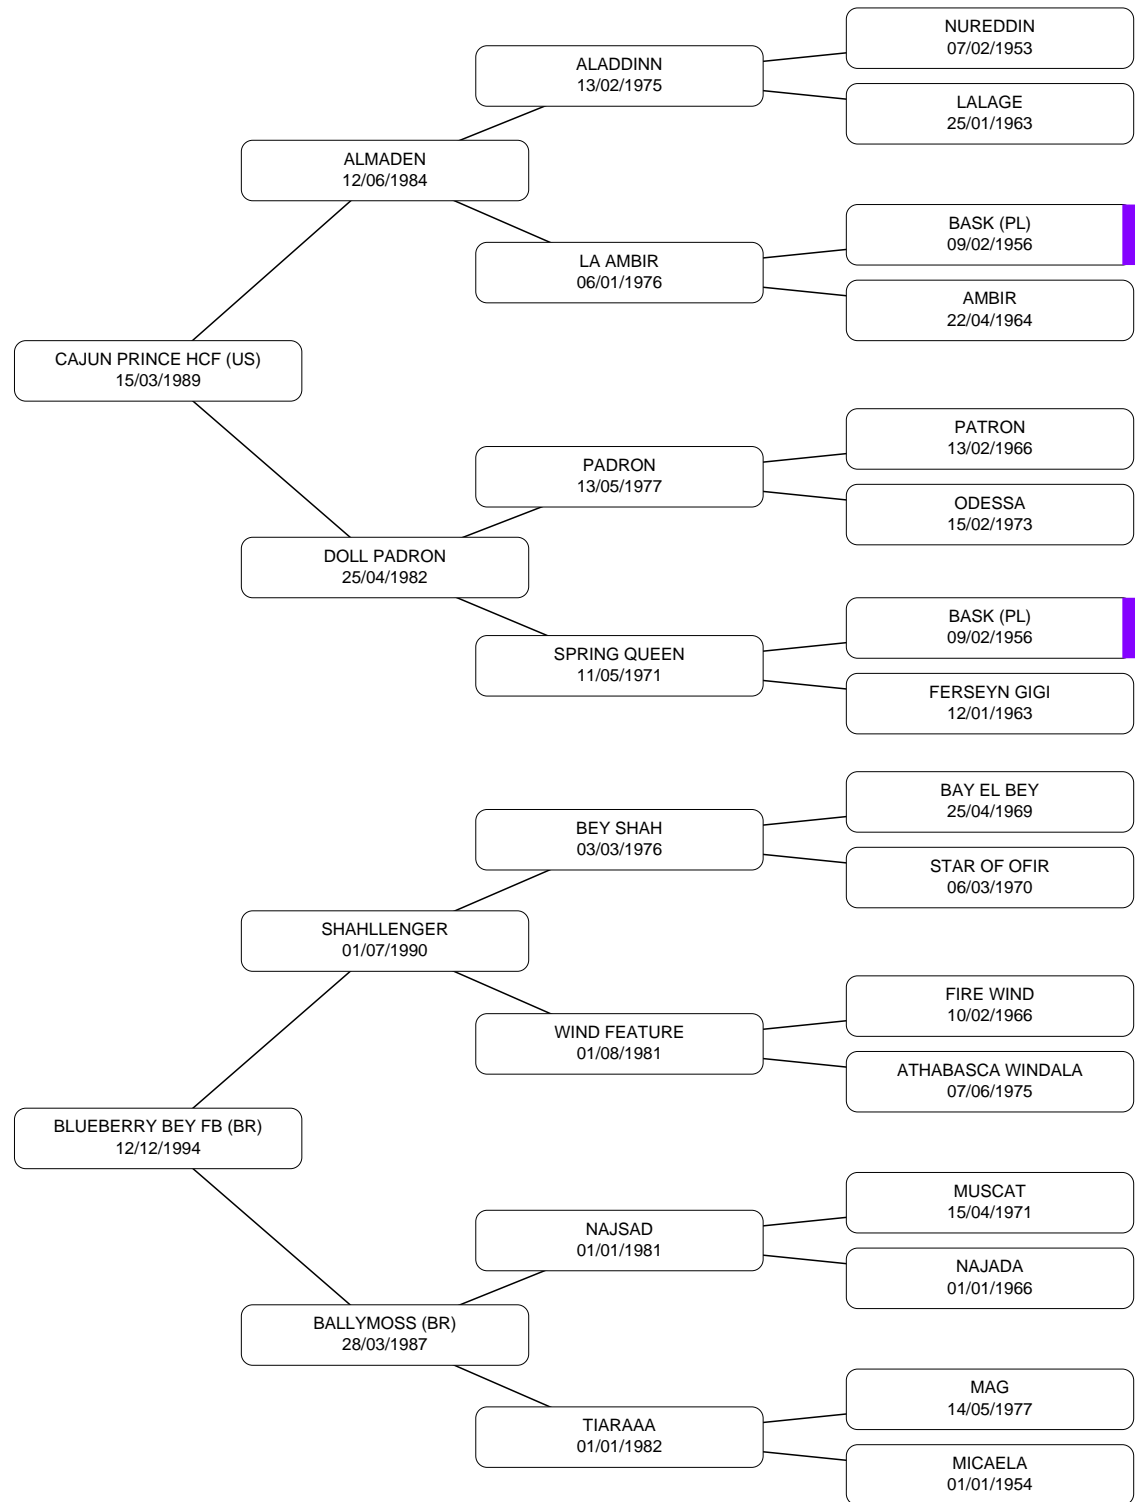 NUREDDIN
07/02/1953
ALADDINN
13/02/1975
LALAGE
25/01/1963
ALMADEN
12/06/1984
BASK (PL)
09/02/1956
LA AMBIR
06/01/1976
AMBIR
22/04/1964
CAJUN PRINCE HCF (US)
15/03/1989
PATRON
13/02/1966
PADRON
13/05/1977
ODESSA
15/02/1973
DOLL PADRON
25/04/1982
BASK (PL)
09/02/1956
SPRING QUEEN
11/05/1971
FERSEYN GIGI
12/01/1963
BAY EL BEY
25/04/1969
BEY SHAH
03/03/1976
STAR OF OFIR
06/03/1970
SHAHLLENGER
01/07/1990
FIRE WIND
10/02/1966
WIND FEATURE
01/08/1981
ATHABASCA WINDALA
07/06/1975
BLUEBERRY BEY FB (BR)
12/12/1994
MUSCAT
15/04/1971
NAJSAD
01/01/1981
NAJADA
01/01/1966
BALLYMOSS (BR)
28/03/1987
MAG
14/05/1977
TIARAAA
01/01/1982
MICAELA
01/01/1954